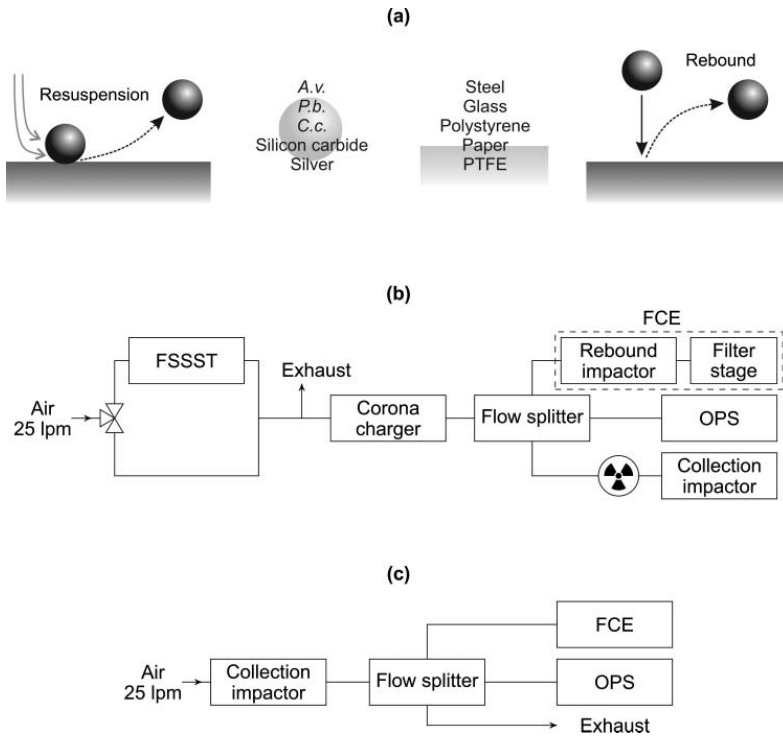 (a)
Resuspension
A.v.
P.b.
C.c.
Silicon carbide
Silver
Steel
Glass
Polystyrene
Paper
PTFE
Rebound
(b)
FCE
FSSST
Exhaust
Rebound
impactor
Filter
stage
Air
25 lpm
Corona
charger
Flow splitter
OPS
Collection
impactor
(c)
FCE
Air
25 lpm
Collection
impactor
Flow splitter
OPS
Exhaust